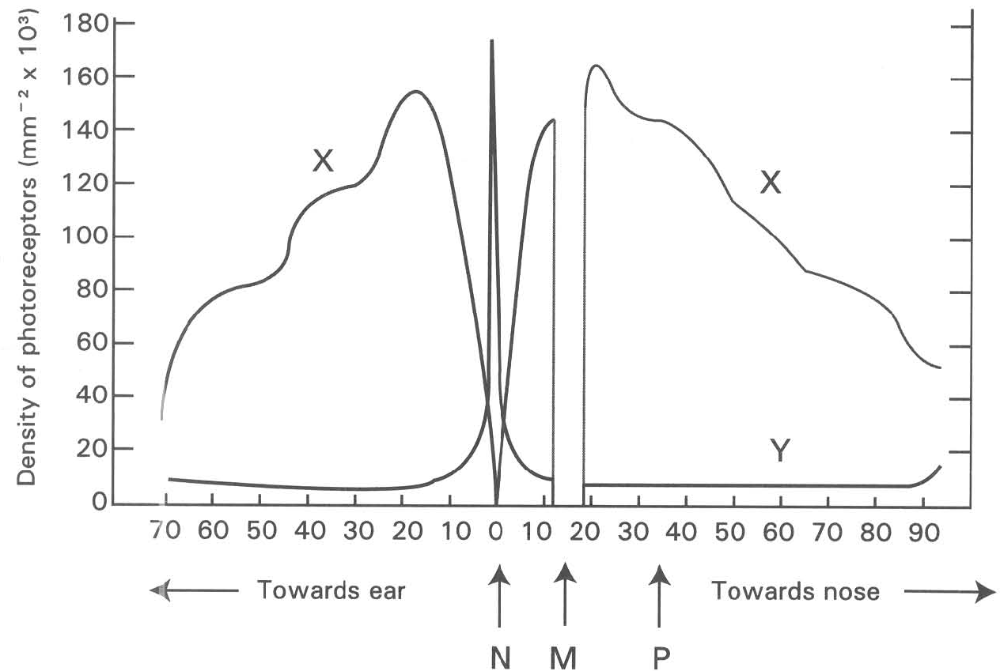 Density of photoreceptors (mm⁻² x 10³)
180
160
140
120
100
80
60
40
20
0
X
X
Y
70 60 50 40 30 20 10 0 10 20 30 40 50 60 70 80 90
Towards ear
Towards nose
N M P